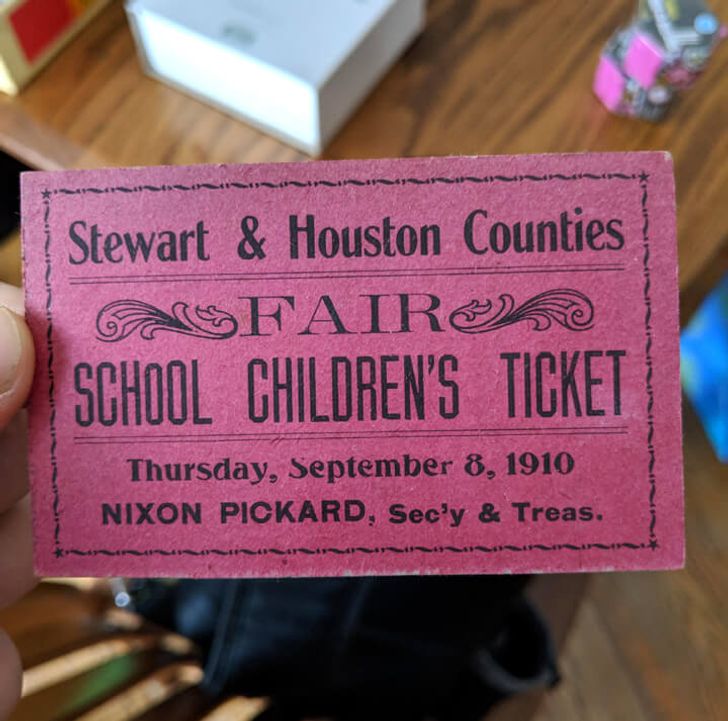 Stewart & Houston Counties
FAIR
SCHOOL CHILDREN'S TICKET
Thursday, September 8, 1910
NIXON PICKARD, Sec'y & Treas.